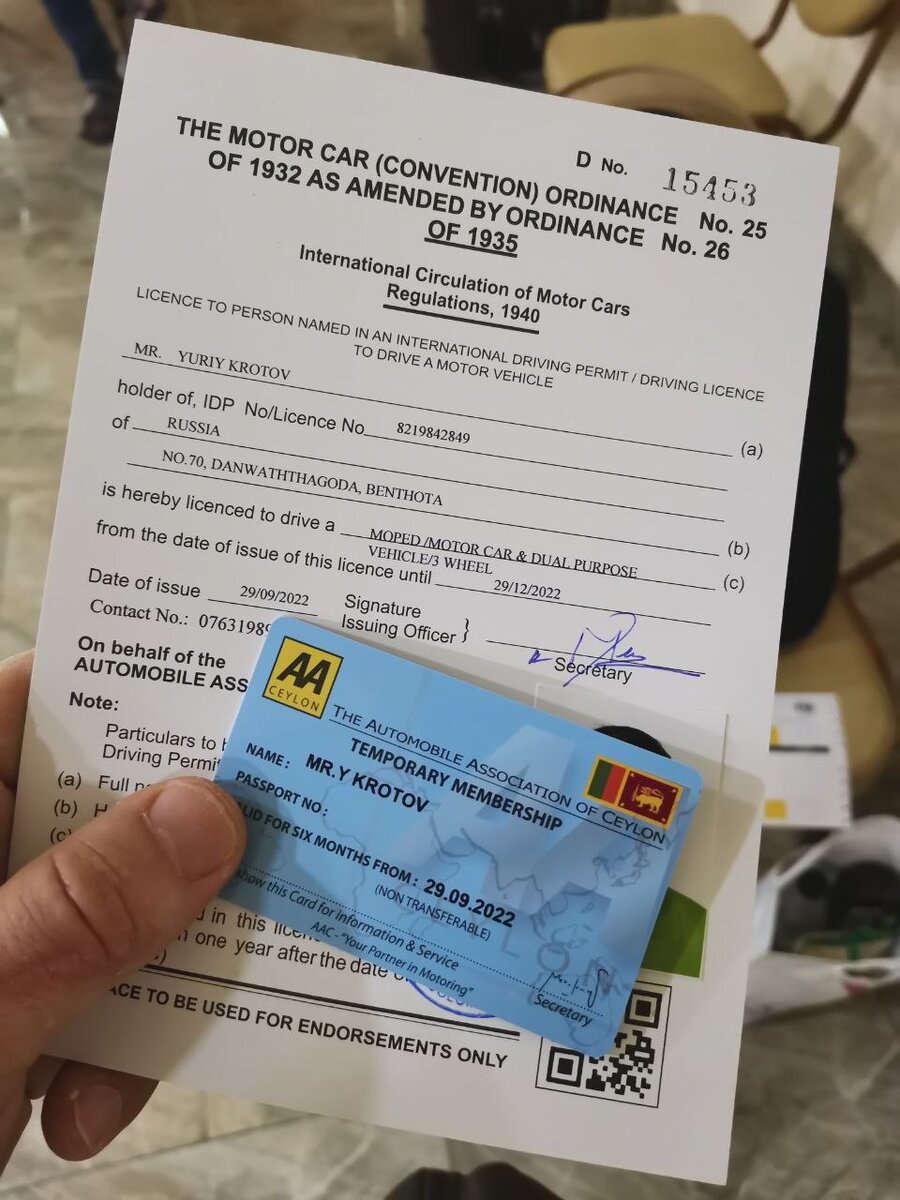 D No. 15453
THE MOTOR CAR (CONVENTION) ORDINANCE No. 25
OF 1932 AS AMENDED BY ORDINANCE No. 26
OF 1935
International Circulation of Motor Cars
Regulations, 1940
LICENCE TO PERSON NAMED IN AN INTERNATIONAL DRIVING PERMIT / DRIVING LICENCE
TO DRIVE A MOTOR VEHICLE
MR. YURIY KROTOV
holder of, IDP No/Licence No 8219842849 (a)
of RUSSIA
NO.70, DANWATHTHAGODA, BENTHOTA
is hereby licenced to drive a MOPED /MOTOR CAR & DUAL PURPOSE (b)
VEHICLE/3 WHEEL
from the date of issue of this licence until 29/12/2022 (c)
Date of issue 29/09/2022 Signature
Issuing Officer }
Contact No.: 0763198
Secretary
On behalf of the
AUTOMOBILE ASS
Note:
Particulars to
Driving Permi
(a) Full
(b)
(c)
in this
one year after the date
ACE TO BE USED FOR ENDORSEMENTS ONLY
AA
CEYLON
THE AUTOMOBILE ASSOCIATION OF CEYLON
TEMPORARY MEMBERSHIP
NAME: MR.Y KROTOV
PASSPORT NO:
LID FOR SIX MONTHS FROM: 29.09.2022
(NON TRANSFERABLE)
show this Card for information & Service
AAC - "Your Partner in Motoring"
Secretary